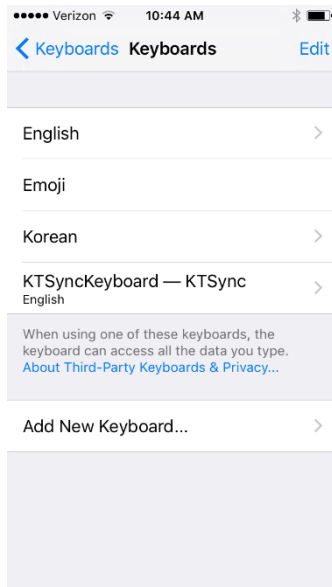 Verizon 10:44 AM
Keyboards Keyboards Edit
English
Emoji
Korean
KTSyncKeyboard — KTSync
English
When using one of these keyboards, the
keyboard can access all the data you type.
About Third-Party Keyboards & Privacy...
Add New Keyboard...